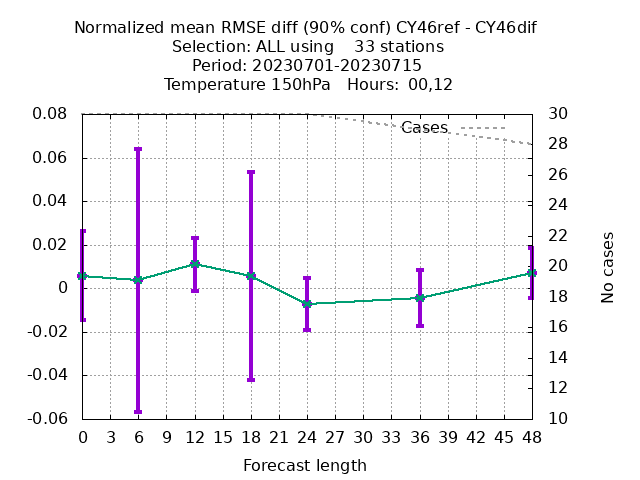 Normalized mean RMSE diff (90% conf) CY46ref - CY46dif
Selection: ALL using    33 stations
Period: 20230701-20230715
Temperature 150hPa   Hours:  00,12
0.08
0.06
0.04
0.02
0
-0.02
-0.04
-0.06
Cases
30
28
26
24
22
20
18
16
14
12
10
No cases
0 3 6 9 12 15 18 21 24 27 30 33 36 39 42 45 48
Forecast length